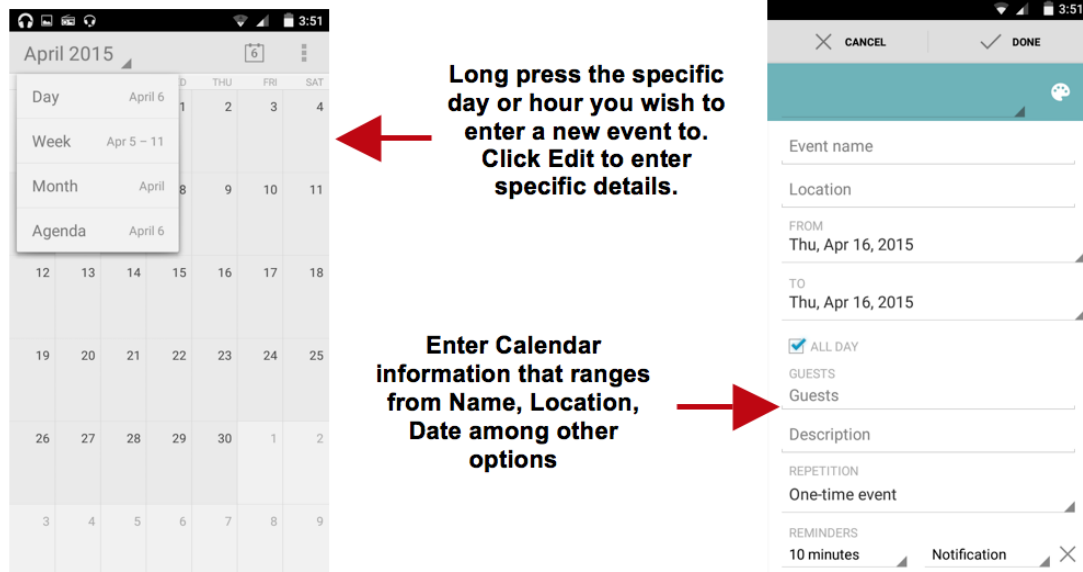 3:51
April 2015
6
D THU FRI SAT
Day April 6
Week Apr 5 – 11
Month April
Agenda April 6
1 2 3 4
8 9 10 11
12 13 14 15 16 17 18
19 20 21 22 23 24 25
26 27 28 29 30 1 2
3 4 5 6 7 8 9
Long press the specific
day or hour you wish to
enter a new event to.
Click Edit to enter
specific details.
Enter Calendar
information that ranges
from Name, Location,
Date among other
options
3:51
CANCEL DONE
Event name
Location
FROM
Thu, Apr 16, 2015
TO
Thu, Apr 16, 2015
ALL DAY
GUESTS
Guests
Description
REPETITION
One-time event
REMINDERS
10 minutes Notification